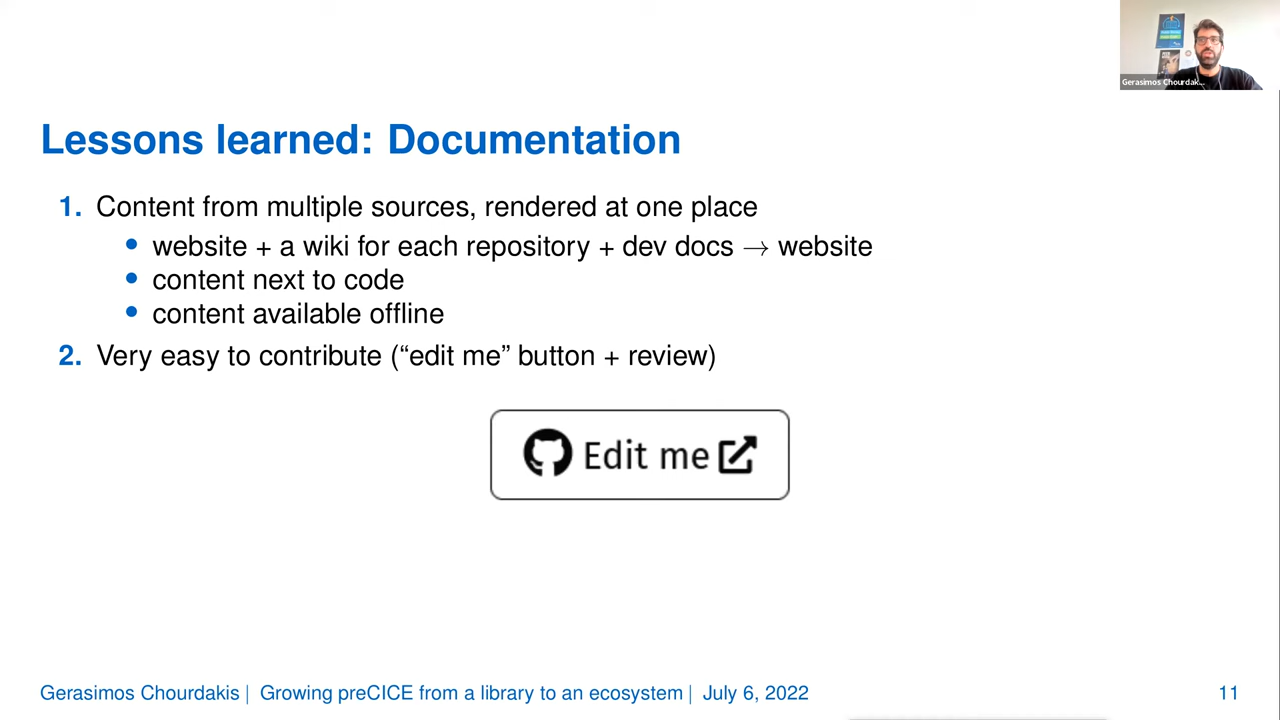 Gerasimos Chourdak...
Lessons learned: Documentation
1. Content from multiple sources, rendered at one place
• website + a wiki for each repository + dev docs → website
• content next to code
• content available offline
2. Very easy to contribute (“edit me” button + review)
Edit me
Gerasimos Chourdakis | Growing preCICE from a library to an ecosystem | July 6, 2022 11